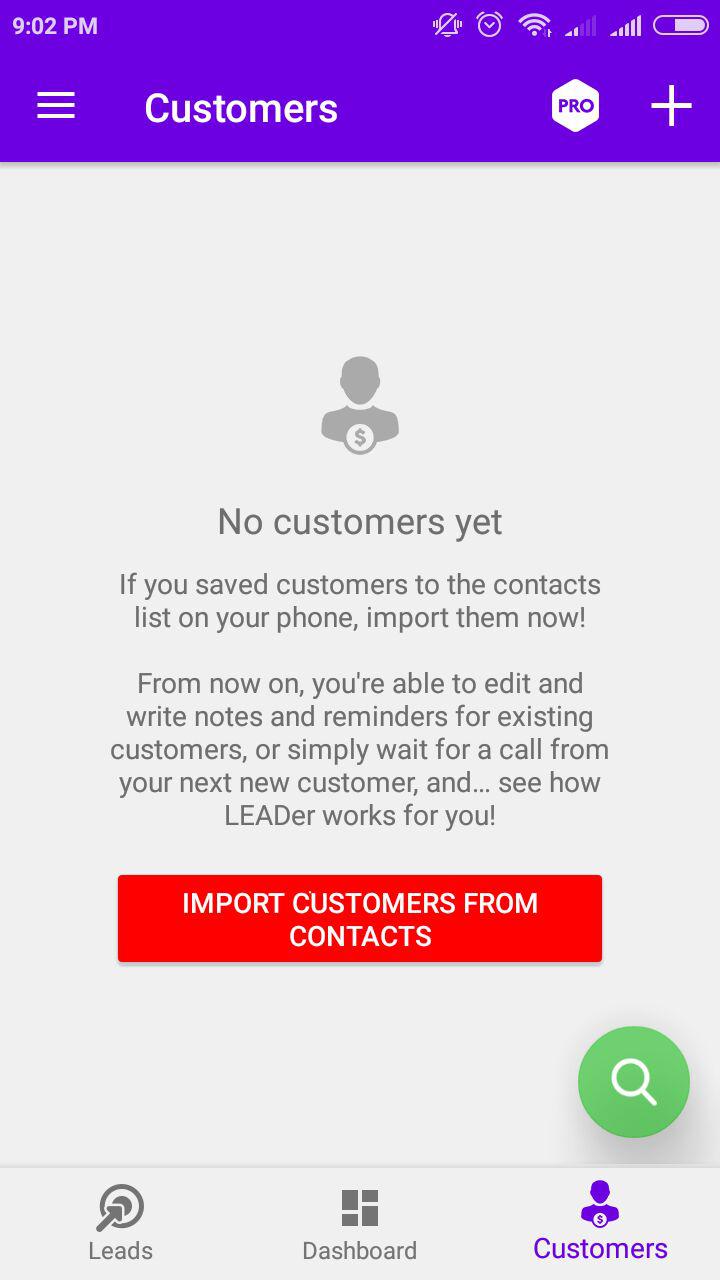 9:02 PM
Customers
PRO
$
No customers yet
If you saved customers to the contacts
list on your phone, import them now!
From now on, you're able to edit and
write notes and reminders for existing
customers, or simply wait for a call from
your next new customer, and... see how
LEADer works for you!
IMPORT CUSTOMERS FROM
CONTACTS
Leads
Dashboard
$
Customers